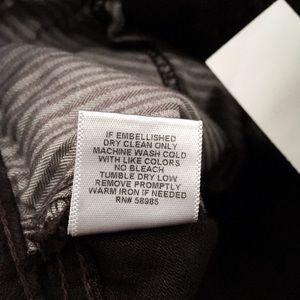 IF EMBELLISHED
DRY CLEAN ONLY
MACHINE WASH COLD
WITH LIKE COLORS
NO BLEACH
TUMBLE DRY LOW
REMOVE PROMPTLY
WARM IRON IF NEEDED
RN# 58985